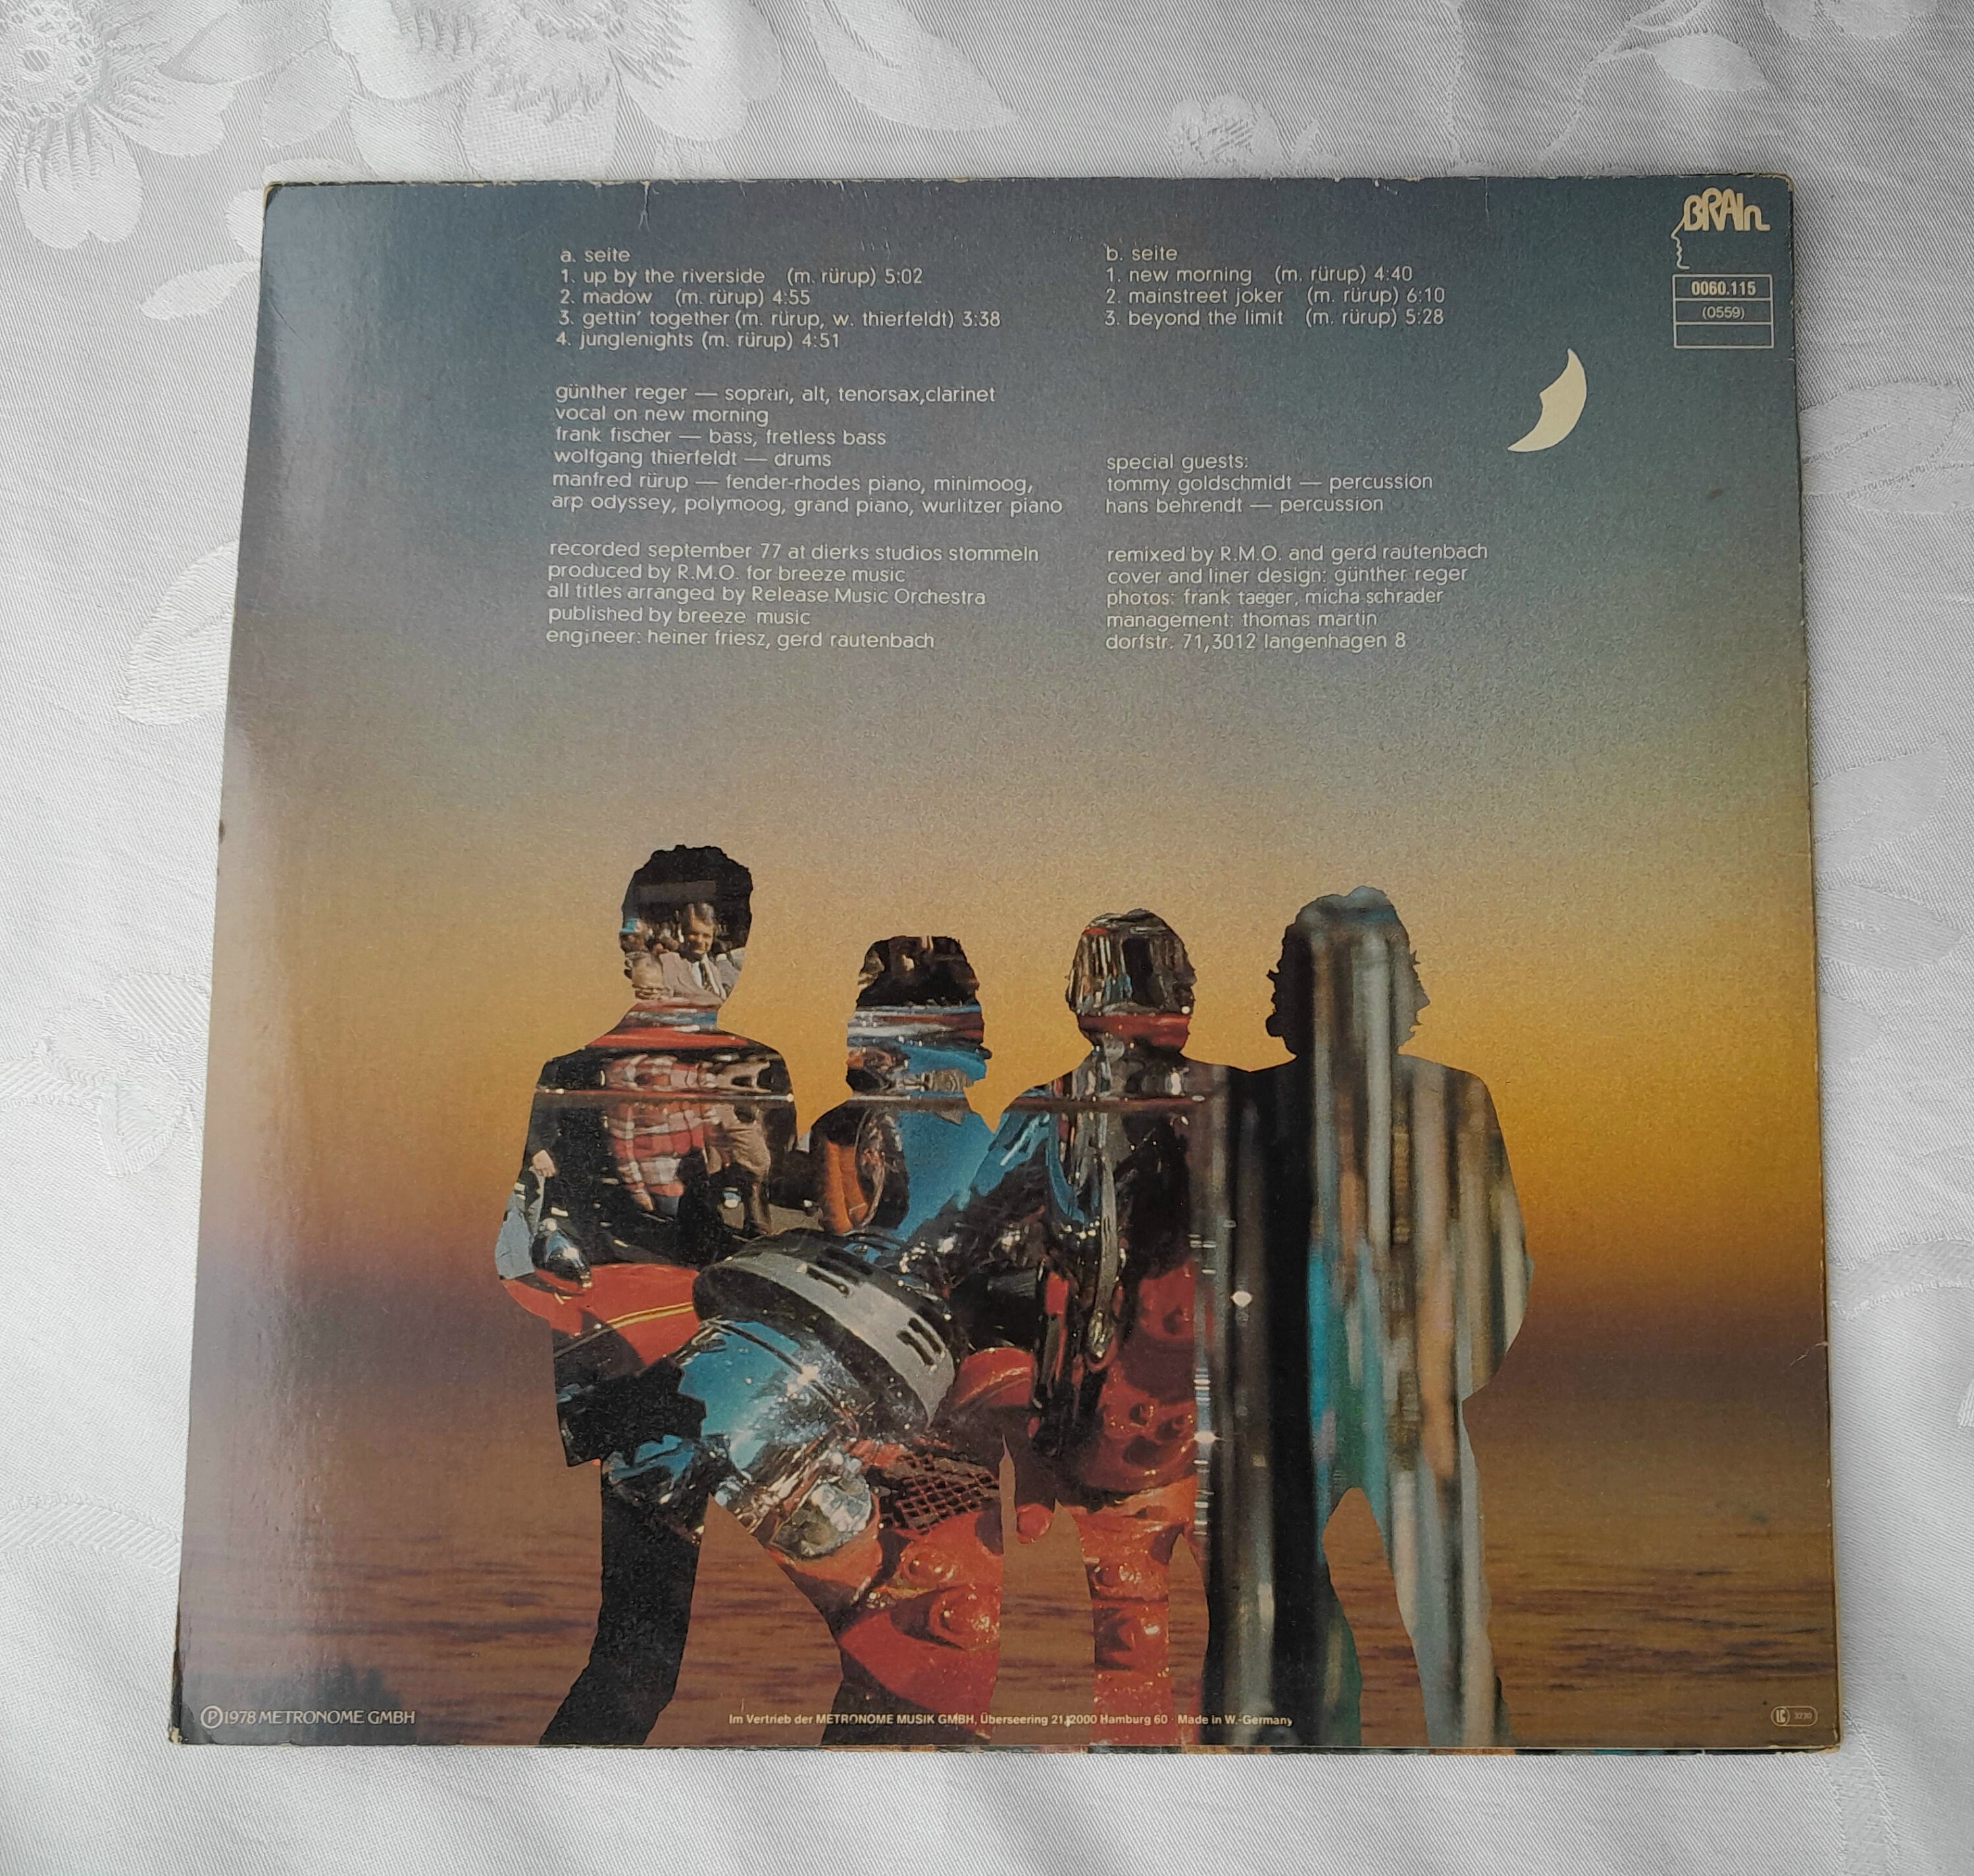 a. seite
1. up by the riverside (m. rürup) 5:02
2. madow (m. rürup) 4:55
3. gettin' together (m. rürup, w. thierfeldt) 3:38
4. junglenights (m. rürup) 4:51
b. seite
1. new morning (m. rürup) 4:40
2. mainstreet joker (m. rürup) 6:10
3. beyond the limit (m. rürup) 5:28
BRAIN
0060.115
(0559)
günther reger — sopran, alt, tenorsax,clarinet
vocal on new morning
frank fischer — bass, fretless bass
wolfgang thierfeldt — drums
manfred rürup — fender-rhodes piano, minimoog,
arp odyssey, polymoog, grand piano, wurlitzer piano
special guests:
tommy goldschmidt — percussion
hans behrendt — percussion
recorded september 77 at dierks studios stommeln
produced by R.M.O. for breeze music
all titles arranged by Release Music Orchestra
published by breeze music
engineer: heiner friesz, gerd rautenbach
remixed by R.M.O. and gerd rautenbach
cover and liner design: günther reger
photos: frank taeger, micha schrader
management: thomas martin
dorfstr. 71,3012 langenhagen 8
Ⓟ1978 METRONOME GMBH
Im Vertrieb der METRONOME MUSIK GMBH, Überseering 21, 2000 Hamburg 60 · Made in W.-Germany
LC 3230